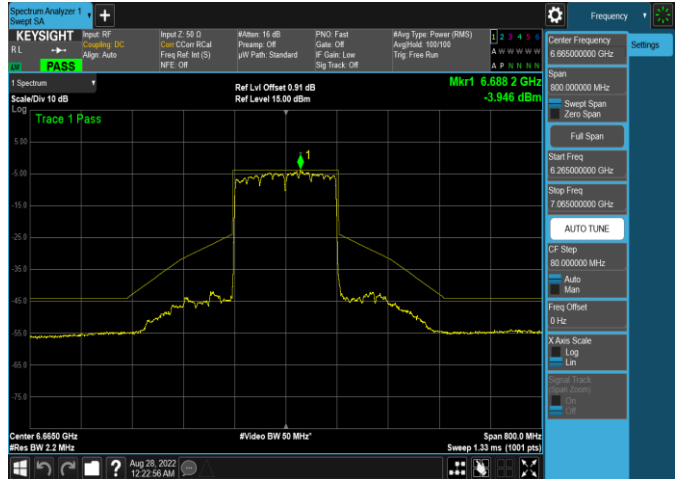 Spectrum Analyzer 1
Swept SA
Frequency
KEYSIGHT
RL
PASS
Input: RF
Coupling: DC
Align: Auto
Input Z: 50 Ω
Corr CCorr RCal
Freq Ref: Int (S)
NFE: Off
#Atten: 16 dB
Preamp: Off
µW Path: Standard
PNO: Fast
Gate: Off
IF Gain: Low
Sig Track: Off
#Avg Type: Power (RMS)
Avg|Hold: 100/100
Trig: Free Run
1 2 3 4 5 6
A W W W W W
A P N N N N
1 Spectrum
Scale/Div 10 dB
Log
Ref Lvl Offset 0.91 dB
Ref Level 15.00 dBm
Mkr1 6.688 2 GHz
-3.946 dBm
Trace 1 Pass
1
5.00
-5.00
-15.0
-25.0
-35.0
-45.0
-55.0
-65.0
-75.0
Center 6.6650 GHz
#Res BW 2.2 MHz
#Video BW 50 MHz*
Span 800.0 MHz
Sweep 1.33 ms (1001 pts)
Aug 28, 2022
12:22:56 AM
Center Frequency
6.665000000 GHz
Settings
Span
800.000000 MHz
Swept Span
Zero Span
Full Span
Start Freq
6.265000000 GHz
Stop Freq
7.065000000 GHz
AUTO TUNE
CF Step
80.000000 MHz
Auto
Man
Freq Offset
0 Hz
X Axis Scale
Log
Lin
Signal Track
(Span Zoom)
On
Off